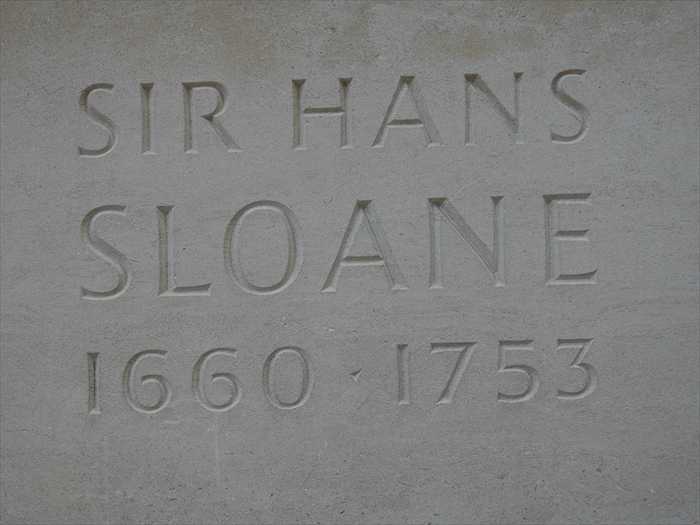 SIR HANS
SLOANE
1660 · 1753